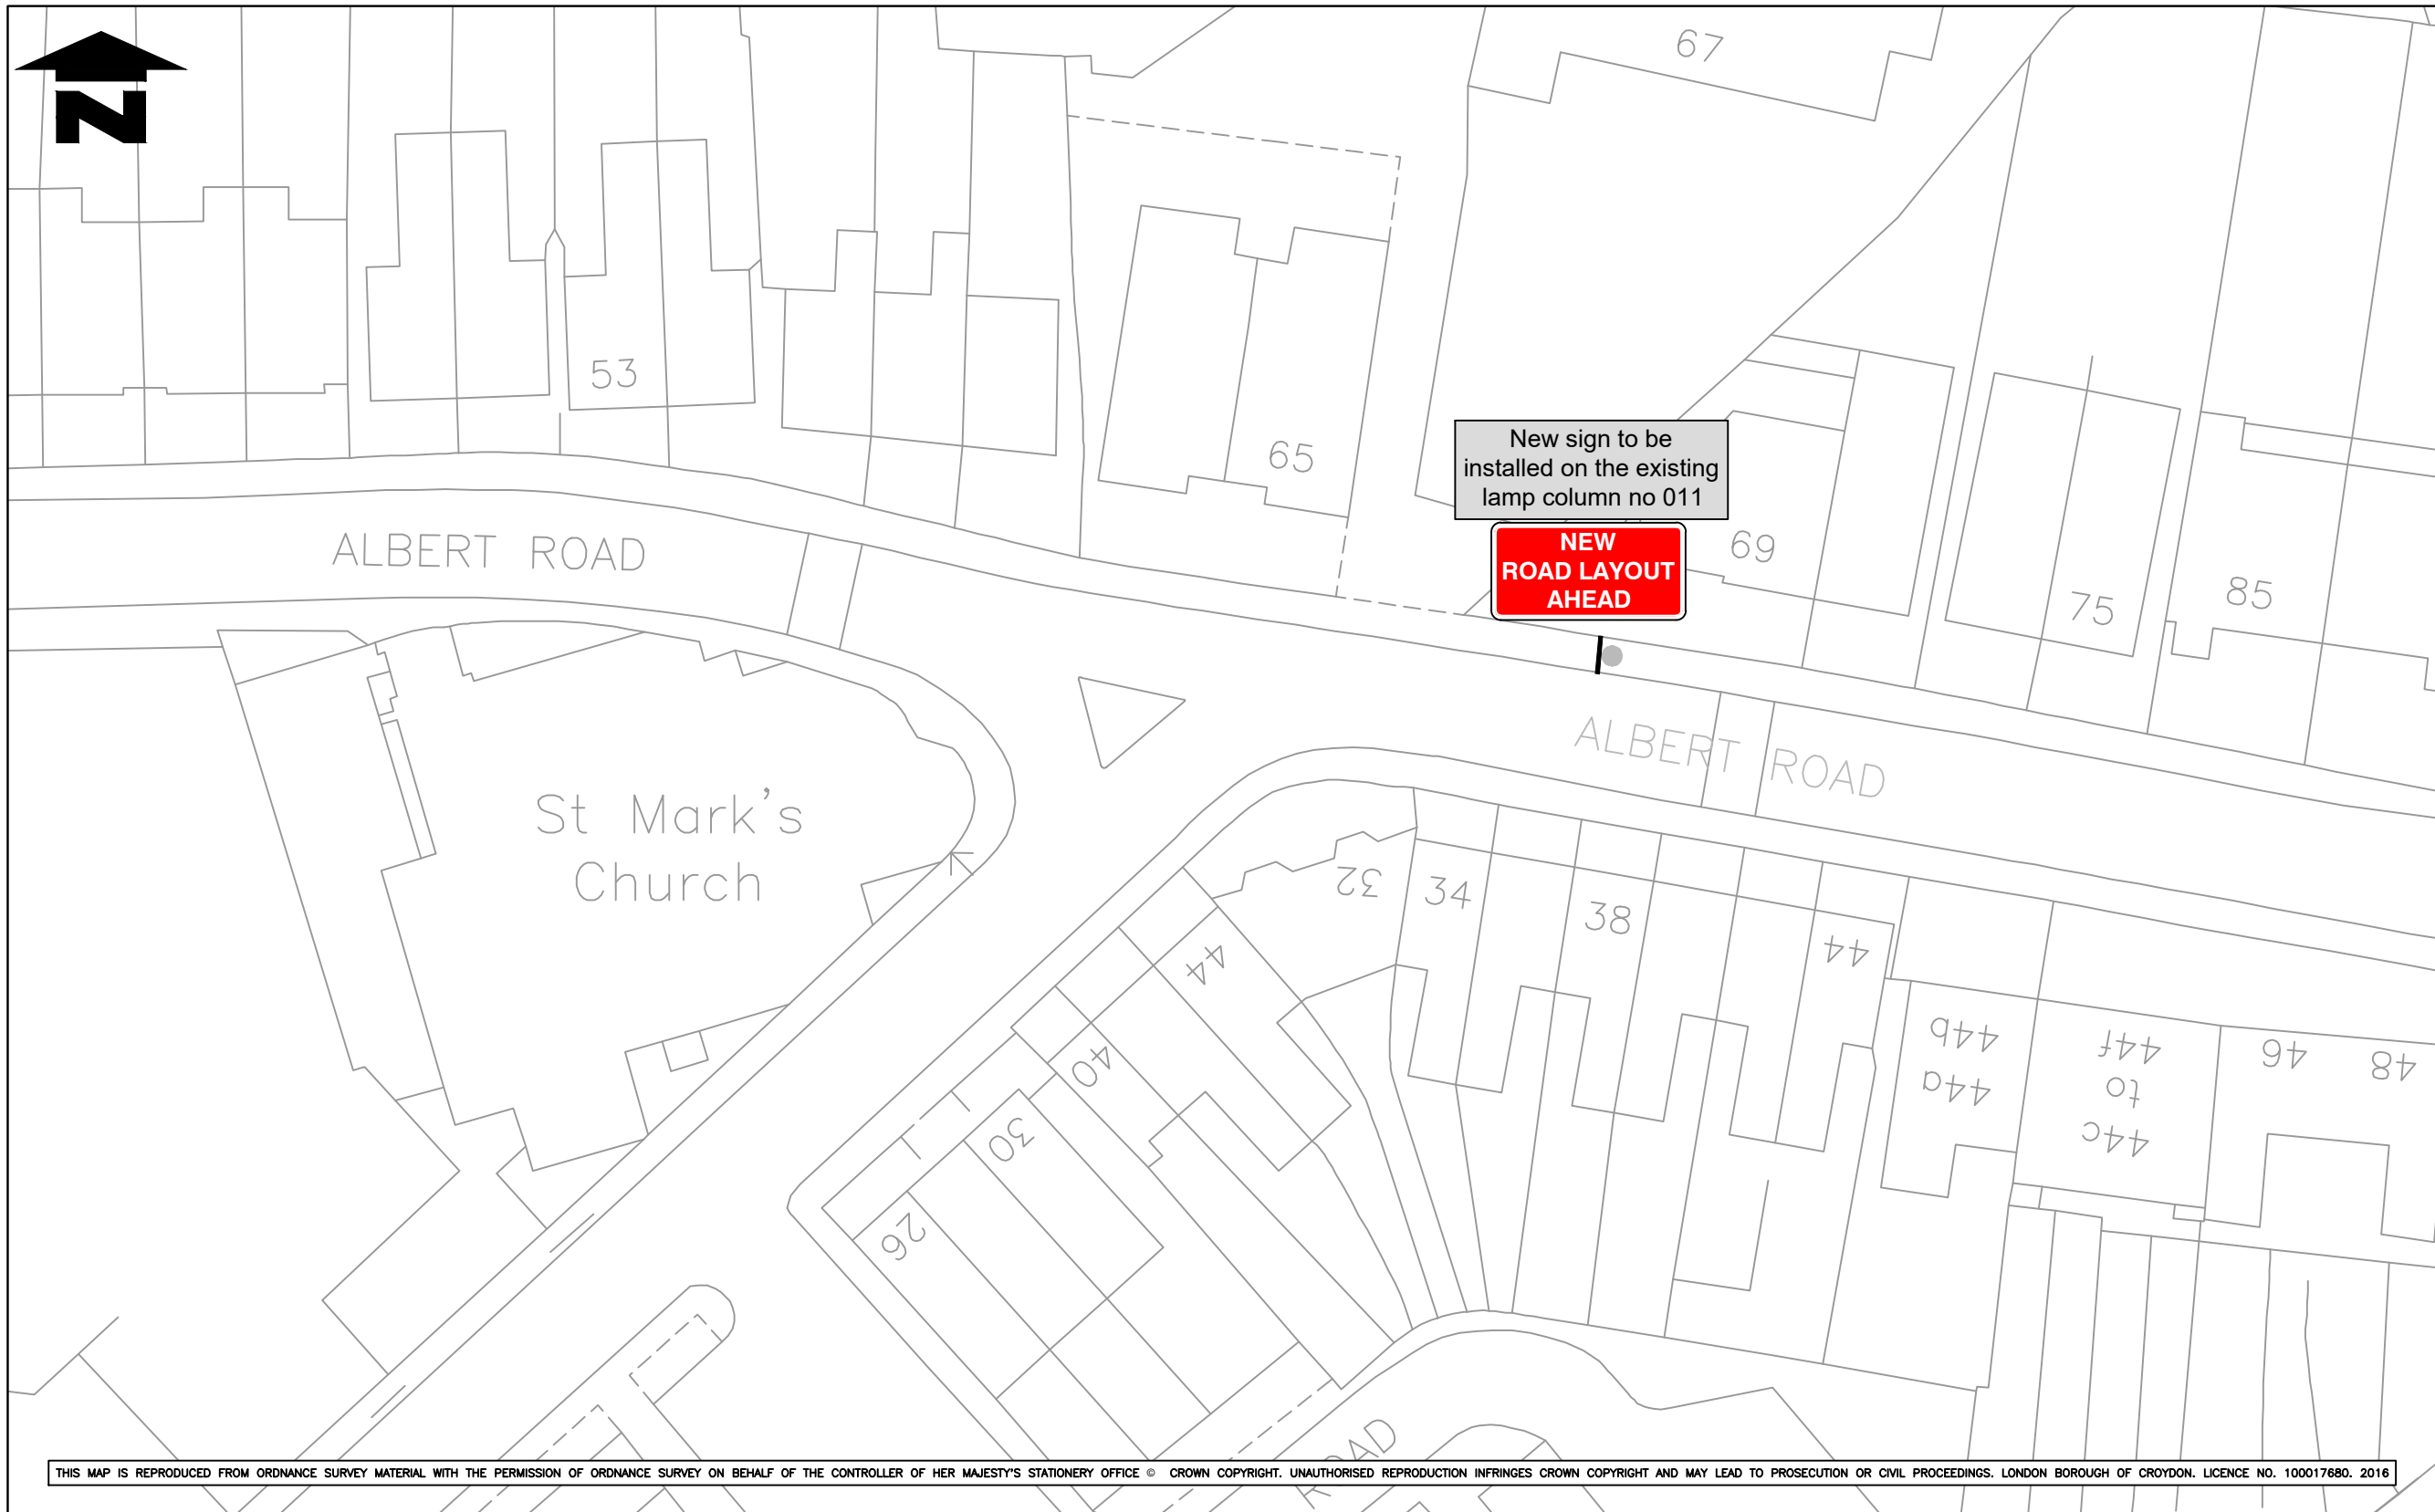 N
67
53
65
New sign to be
installed on the existing
lamp column no 011
NEW
ROAD LAYOUT
AHEAD
69
75
85
ALBERT ROAD
ALBERT ROAD
St Mark's
Church
32
34
38
44
44
44b
44a
44f
to
44c
46
48
40
30
26
ROAD
THIS MAP IS REPRODUCED FROM ORDNANCE SURVEY MATERIAL WITH THE PERMISSION OF ORDNANCE SURVEY ON BEHALF OF THE CONTROLLER OF HER MAJESTY'S STATIONERY OFFICE © CROWN COPYRIGHT. UNAUTHORISED REPRODUCTION INFRINGES CROWN COPYRIGHT AND MAY LEAD TO PROSECUTION OR CIVIL PROCEEDINGS. LONDON BOROUGH OF CROYDON. LICENCE NO. 100017680. 2016